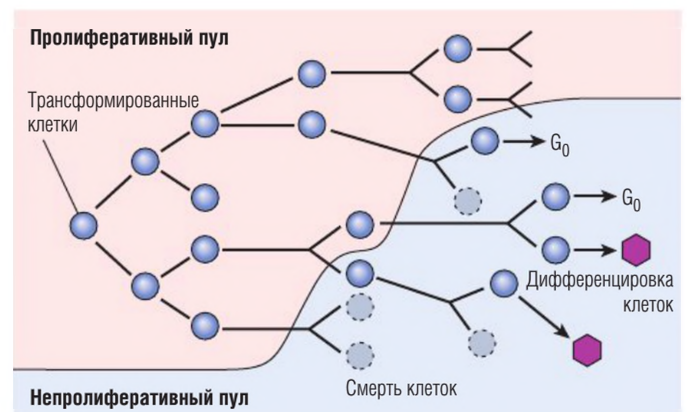 Пролиферативный пул
Трансформированные
клетки
G₀
G₀
Дифференцировка
клеток
Смерть клеток
Непролиферативный пул